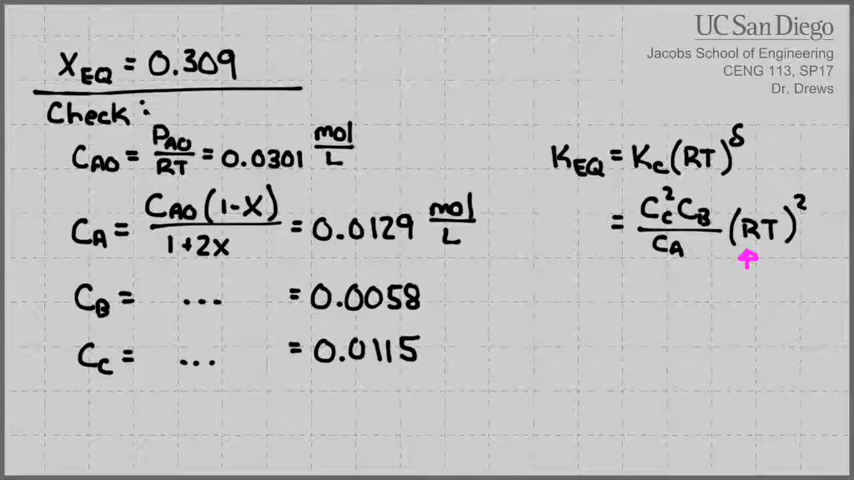 UC San Diego
Jacobs School of Engineering
CENG 113, SP17
Dr. Drews
X_EQ = 0.309
Check:
C_A0 = P_A0/RT = 0.0301 mol/L
C_A = C_A0(1-X)/(1+2X) = 0.0129 mol/L
C_B = ... = 0.0058
C_C = ... = 0.0115
K_EQ = K_C(RT)^δ
= C_C^2 C_B/C_A (RT)^2